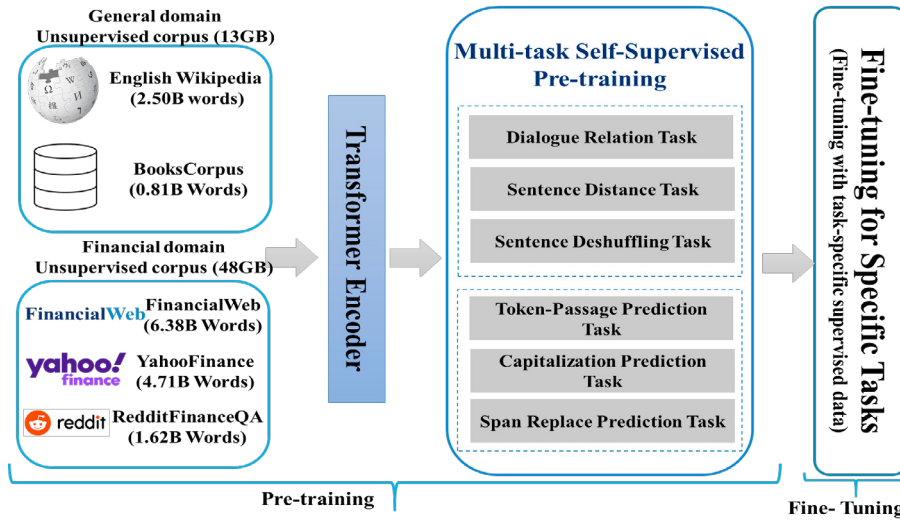 General domain
Unsupervised corpus (13GB)
English Wikipedia
(2.50B words)
BooksCorpus
(0.81B Words)
Financial domain
Unsupervised corpus (48GB)
FinancialWeb
FinancialWeb
(6.38B Words)
yahoo!
finance
YahooFinance
(4.71B Words)
reddit
RedditFinanceQA
(1.62B Words)
Transformer Encoder
Multi-task Self-Supervised
Pre-training
Dialogue Relation Task
Sentence Distance Task
Sentence Deshuffling Task
Token-Passage Prediction
Task
Capitalization Prediction
Task
Span Replace Prediction Task
Fine-tuning for Specific Tasks
(Fine-tuning with task-specific supervised data)
Pre-training
Fine- Tuning